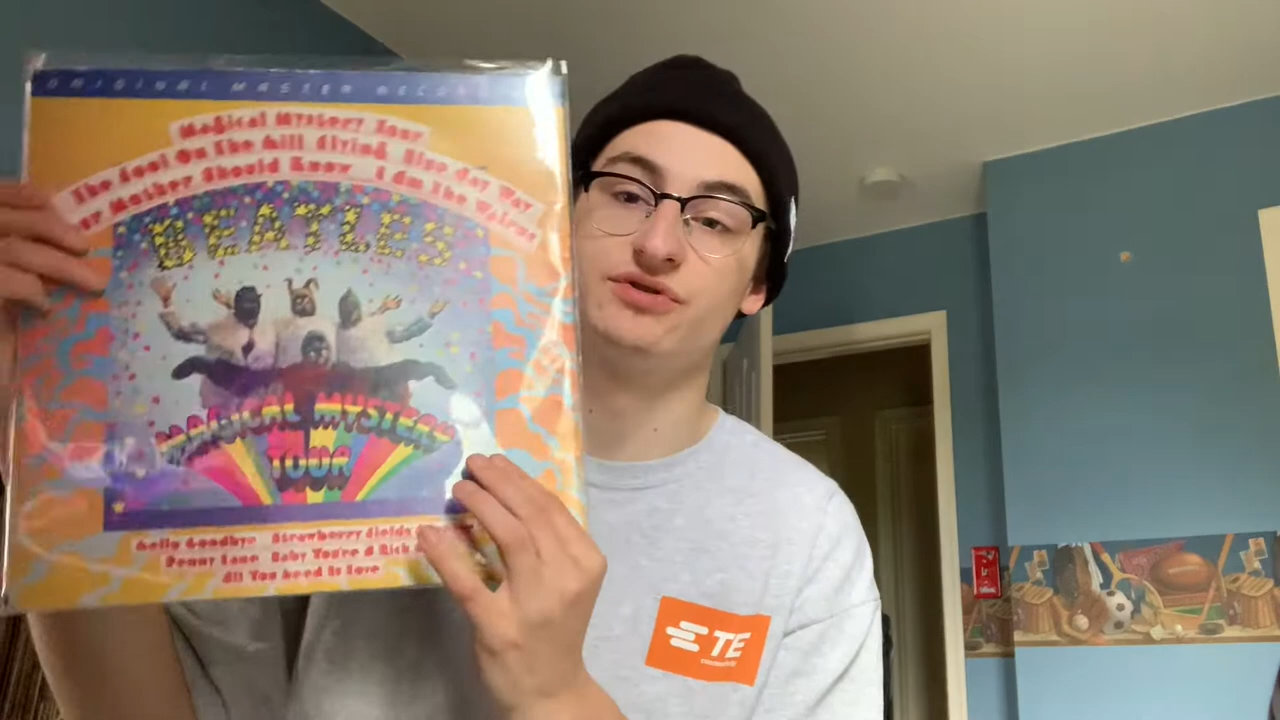 ORIGINAL MASTER RECORDING
Magical Mystery Tour
The Fool On The Hill Flying Blue Jay Way
Mother Should Know I Am The Walrus
BEATLES
MAGICAL MYSTERY
TOUR
Hello Goodbye Strawberry Fields
Penny Lane Baby You're A Rich
All You Need Is Love
TE
connectivity